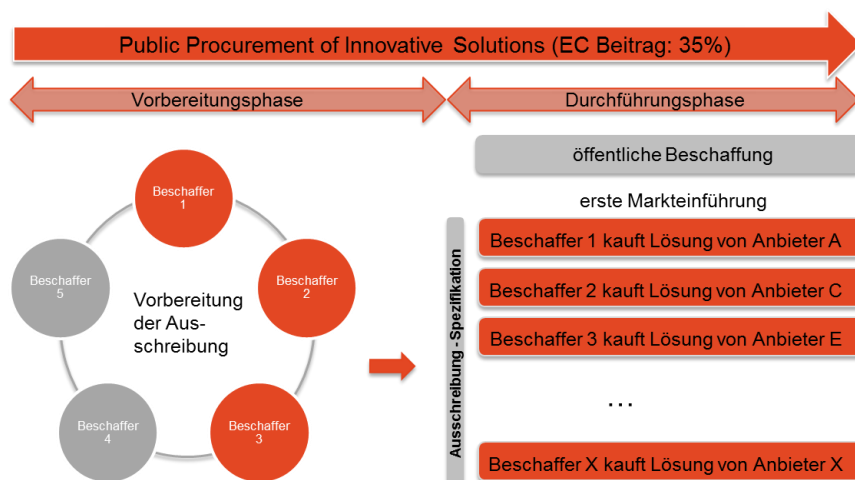 Public Procurement of Innovative Solutions (EC Beitrag: 35%)
Vorbereitungsphase
Durchführungsphase
Beschaffer
1
Beschaffer
2
Beschaffer
3
Beschaffer
4
Beschaffer
5
Vorbereitung
der Aus-
schreibung
öffentliche Beschaffung
erste Markteinführung
Ausschreibung - Spezifikation
Beschaffer 1 kauft Lösung von Anbieter A
Beschaffer 2 kauft Lösung von Anbieter C
Beschaffer 3 kauft Lösung von Anbieter E
...
Beschaffer X kauft Lösung von Anbieter X